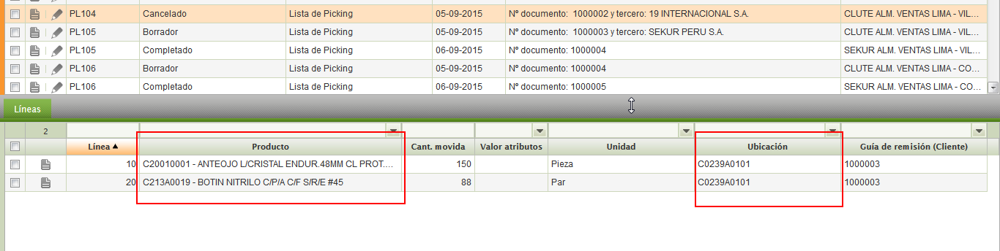 PL104 Cancelado Lista de Picking 05-09-2015 Nº documento: 1000002 y tercero: 19 INTERNACIONAL S.A. CLUTE ALM. VENTAS LIMA - VIL...
PL105 Borrador Lista de Picking 05-09-2015 Nº documento: 1000003 y tercero: SEKUR PERU S.A. CLUTE ALM. VENTAS LIMA - VIL...
PL105 Completado Lista de Picking 06-09-2015 Nº documento: 1000004 SEKUR ALM. VENTAS LIMA - VIL...
PL106 Borrador Lista de Picking 05-09-2015 Nº documento: 1000004 CLUTE ALM. VENTAS LIMA - CO...
PL106 Completado Lista de Picking 06-09-2015 Nº documento: 1000005 SEKUR ALM. VENTAS LIMA - CO...
Líneas
2
Línea Producto Cant. movida Valor atributos Unidad Ubicación Guía de remisión (Cliente)
10 C20010001 - ANTEOJO L/CRISTAL ENDUR.48MM CL PROT.... 150 Pieza C0239A0101 1000003
20 C213A0019 - BOTIN NITRILO C/P/A C/F S/R/E #45 88 Par C0239A0101 1000003